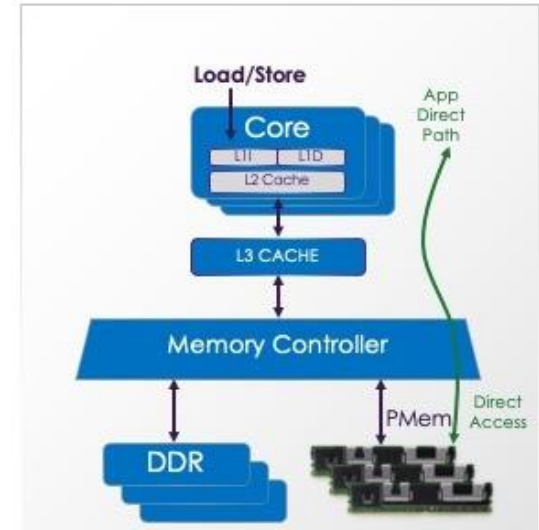 Load/Store
App
Direct
Path
Core
L1I
L1D
L2 Cache
L3 CACHE
Memory Controller
PMem
Direct
Access
DDR